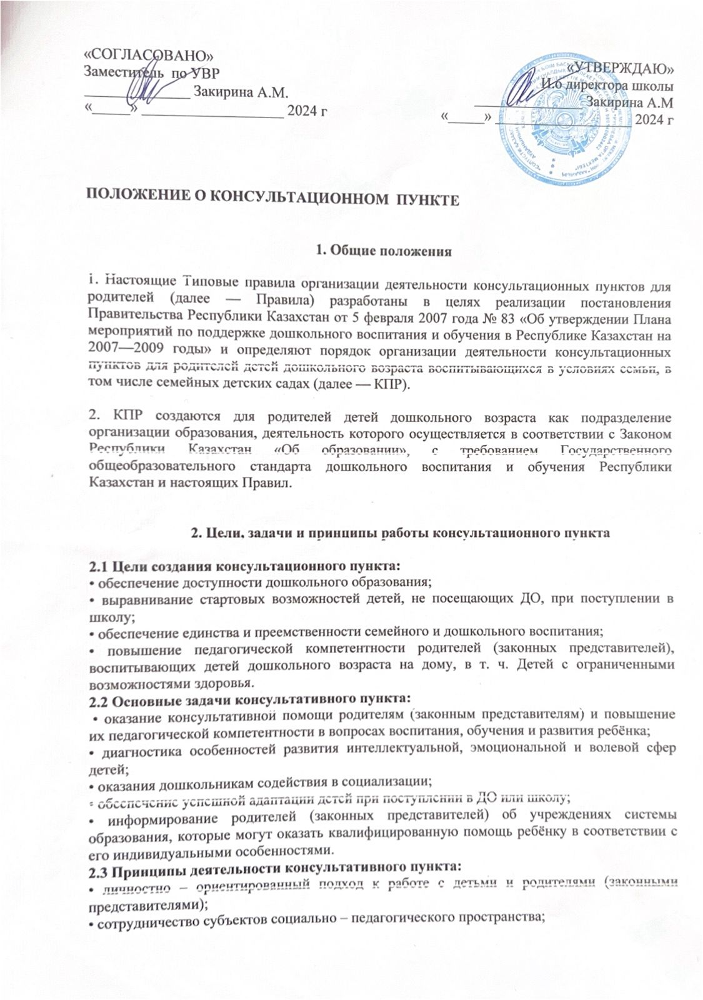 «СОГЛАСОВАНО»
Заместитель по УВР
______________ Закирина А.М.
«_____» ___________________ 2024 г
«УТВЕРЖДАЮ»
И.о директора школы
______________ Закирина А.М
«_____» __________________ 2024 г
ПОЛОЖЕНИЕ О КОНСУЛЬТАЦИОННОМ ПУНКТЕ
1. Общие положения
1. Настоящие Типовые правила организации деятельности консультационных пунктов для
родителей (далее — Правила) разработаны в целях реализации постановления
Правительства Республики Казахстан от 5 февраля 2007 года № 83 «Об утверждении Плана
мероприятий по поддержке дошкольного воспитания и обучения в Республике Казахстан на
2007—2009 годы» и определяют порядок организации деятельности консультационных
пунктов для родителей детей дошкольного возраста воспитывающихся в условиях семьи, в
том числе семейных детских садах (далее — КПР).
2. КПР создаются для родителей детей дошкольного возраста как подразделение
организации образования, деятельность которого осуществляется в соответствии с Законом
Республики Казахстан «Об образовании», с требованием Государственного
общеобразовательного стандарта дошкольного воспитания и обучения Республики
Казахстан и настоящих Правил.
2. Цели, задачи и принципы работы консультационного пункта
2.1 Цели создания консультационного пункта:
• обеспечение доступности дошкольного образования;
• выравнивание стартовых возможностей детей, не посещающих ДО, при поступлении в
школу;
• обеспечение единства и преемственности семейного и дошкольного воспитания;
• повышение педагогической компетентности родителей (законных представителей),
воспитывающих детей дошкольного возраста на дому, в т. ч. Детей с ограниченными
возможностями здоровья.
2.2 Основные задачи консультативного пункта:
• оказание консультативной помощи родителям (законным представителям) и повышение
их педагогической компетентности в вопросах воспитания, обучения и развития ребёнка;
• диагностика особенностей развития интеллектуальной, эмоциональной и волевой сфер
детей;
• оказания дошкольникам содействия в социализации;
• обеспечение успешной адаптации детей при поступлении в ДО или школу;
• информирование родителей (законных представителей) об учреждениях системы
образования, которые могут оказать квалифицированную помощь ребёнку в соответствии с
его индивидуальными особенностями.
2.3 Принципы деятельности консультативного пункта:
• личностно – ориентированный подход к работе с детьми и родителями (законными
представителями);
• сотрудничество субъектов социально – педагогического пространства;